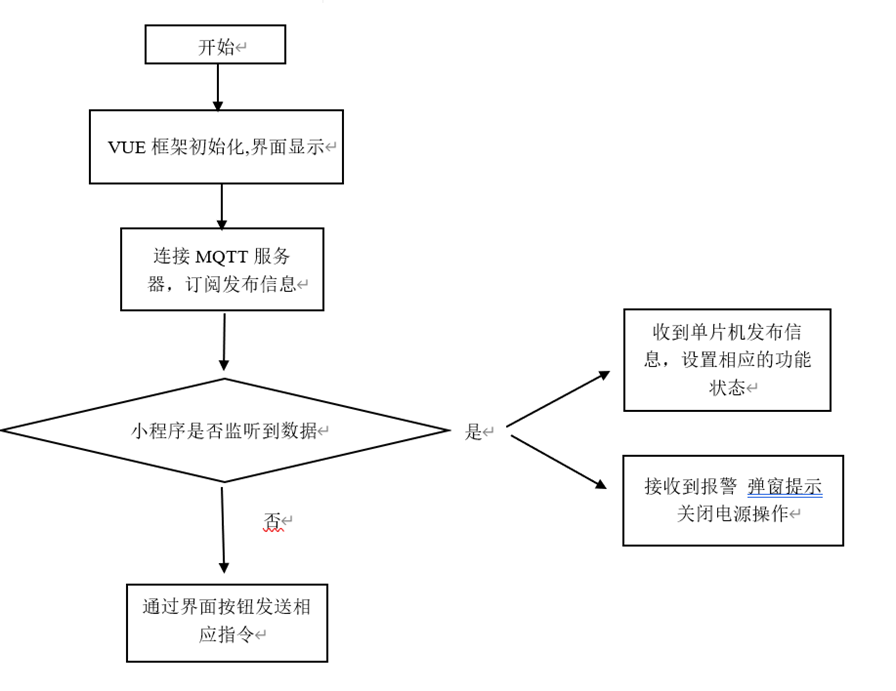 开始
VUE 框架初始化,界面显示
连接 MQTT 服务
器，订阅发布信息
收到单片机发布信
息，设置相应的功能
状态
小程序是否监听到数据
是
接收到报警 弹窗提示
关闭电源操作
否
通过界面按钮发送相
应指令